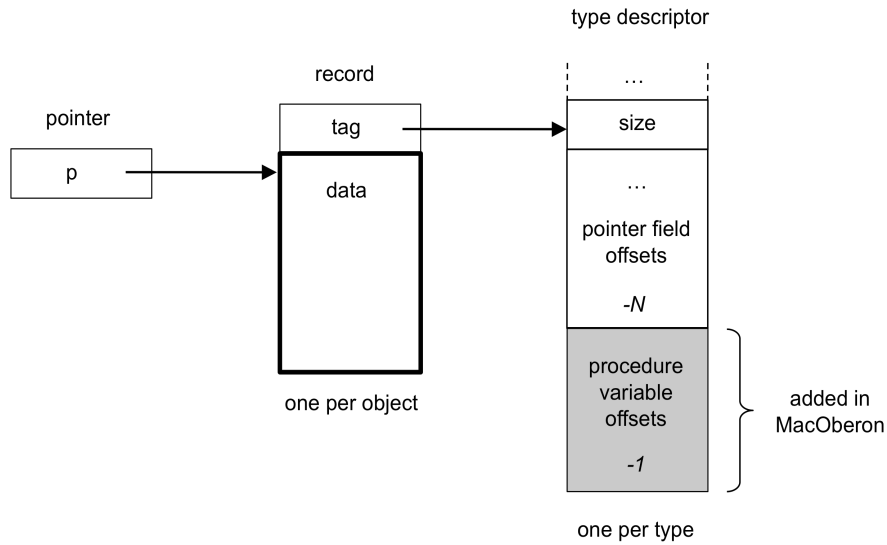 type descriptor
...
record
pointer
tag
size
p
data
...
pointer field
offsets
-N
procedure
variable
offsets
-1
added in
MacOberon
one per object
one per type